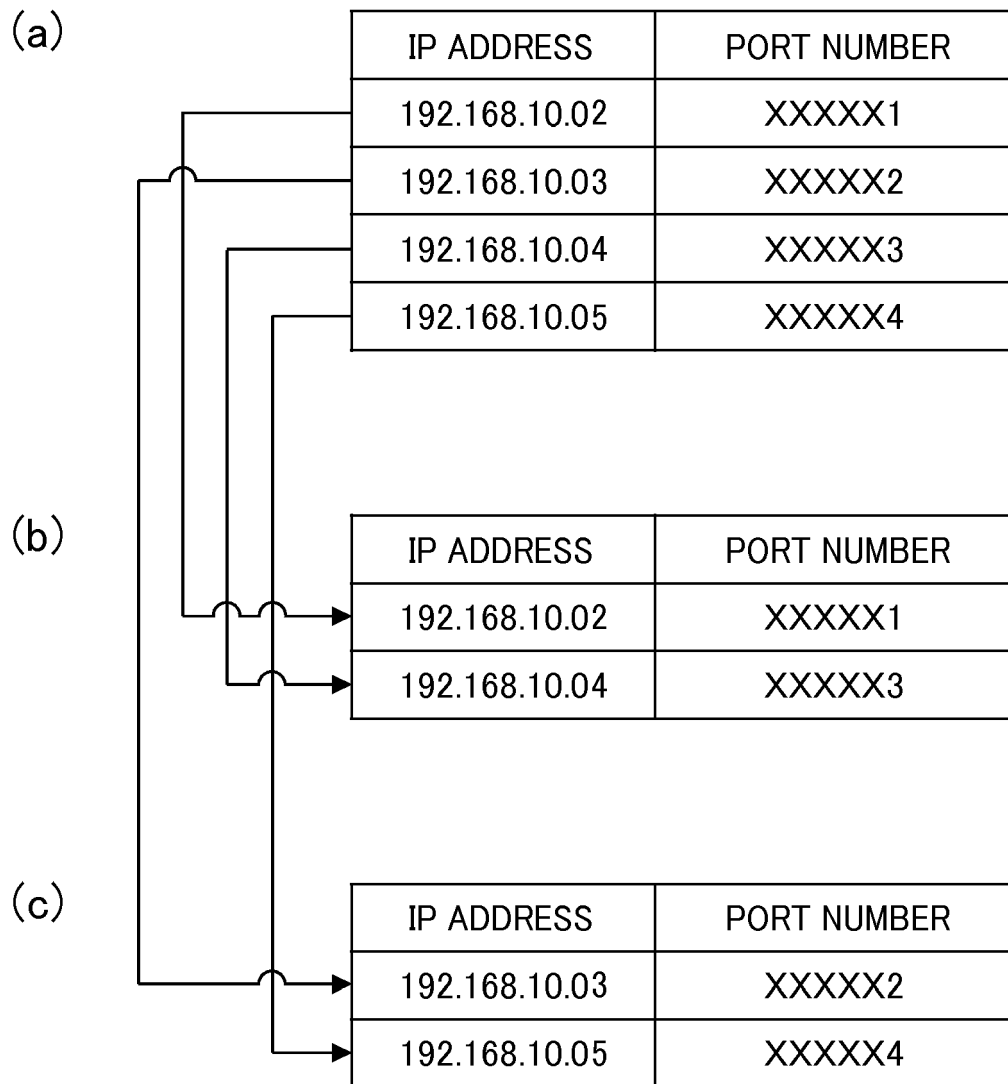 (a)
IP ADDRESS PORT NUMBER
192.168.10.02 XXXXX1
192.168.10.03 XXXXX2
192.168.10.04 XXXXX3
192.168.10.05 XXXXX4
(b)
IP ADDRESS PORT NUMBER
192.168.10.02 XXXXX1
192.168.10.04 XXXXX3
(c)
IP ADDRESS PORT NUMBER
192.168.10.03 XXXXX2
192.168.10.05 XXXXX4